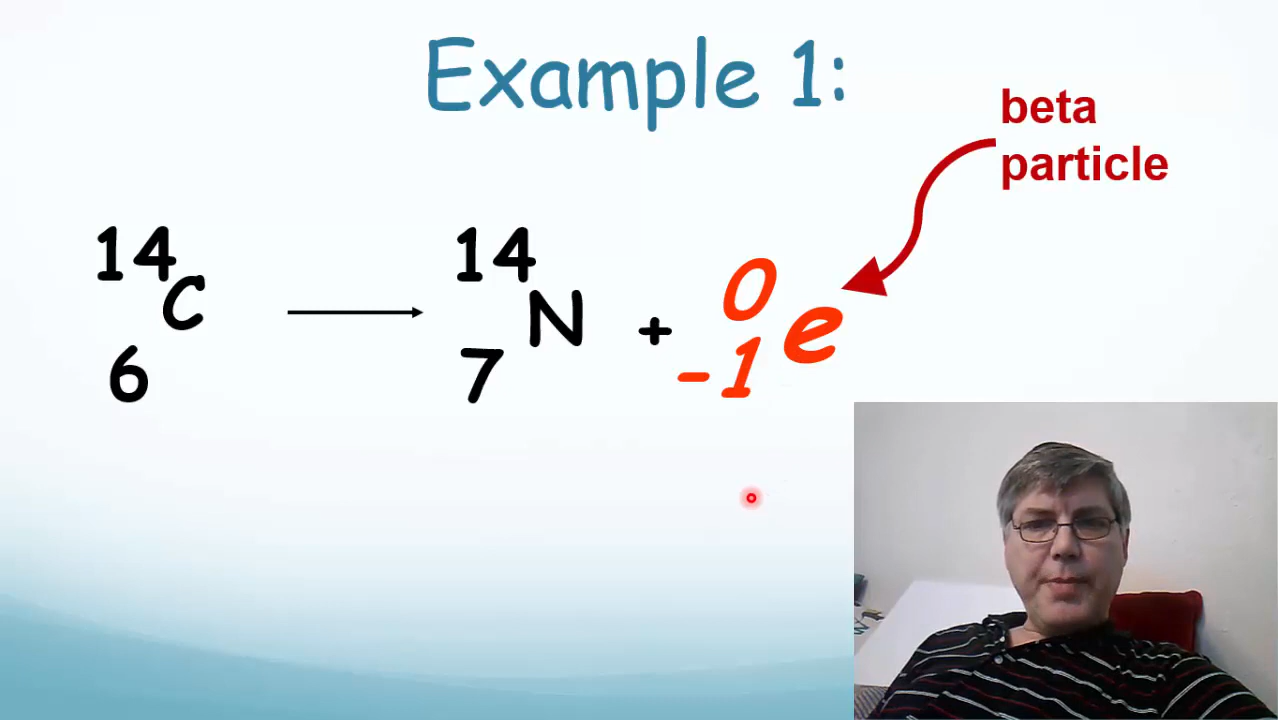 Example 1:
beta
particle
14 14 0
C → N + e
6 7 -1